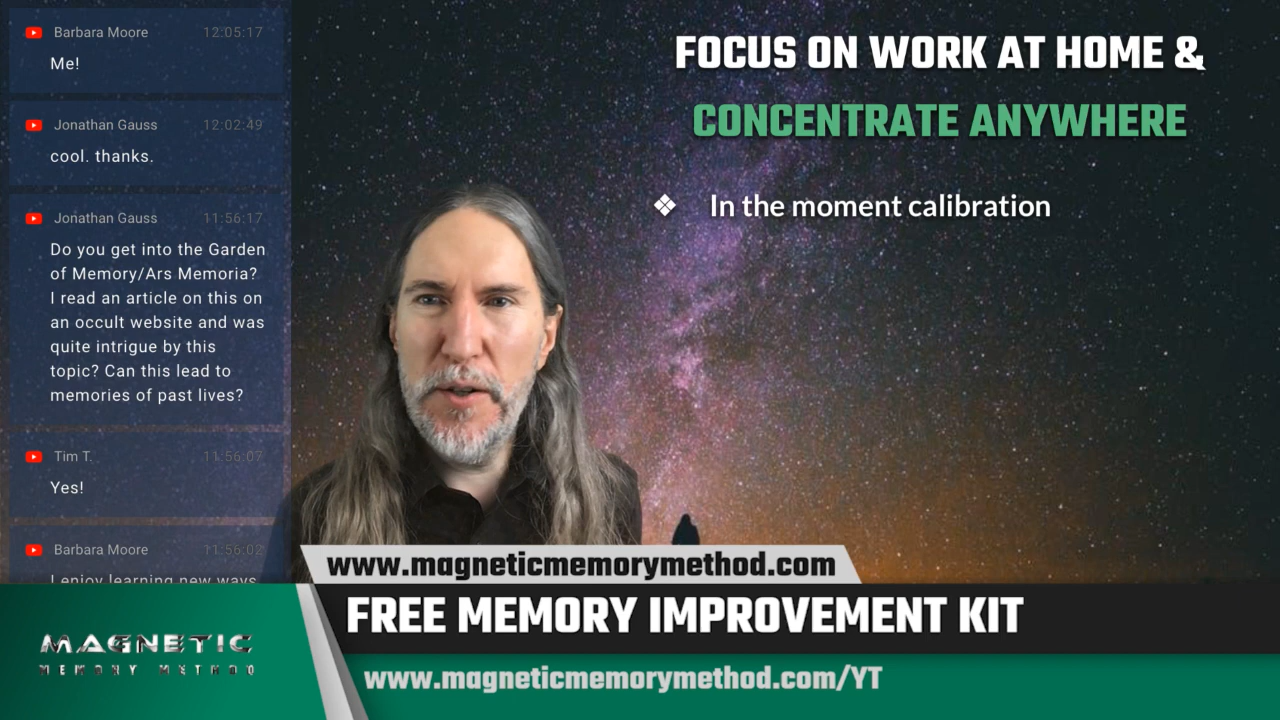 Barbara Moore 12:05:17
Me!
Jonathan Gauss 12:02:49
cool. thanks.
Jonathan Gauss 11:56:17
Do you get into the Garden
of Memory/Ars Memoria?
I read an article on this on
an occult website and was
quite intrigue by this
topic? Can this lead to
memories of past lives?
Tim T. 11:56:07
Yes!
Barbara Moore 11:56:02
I enjoy learning new ways
FOCUS ON WORK AT HOME &
CONCENTRATE ANYWHERE
❖ In the moment calibration
www.magneticmemorymethod.com
FREE MEMORY IMPROVEMENT KIT
www.magneticmemorymethod.com/YT
MAGNETIC
MEMORY METHOD